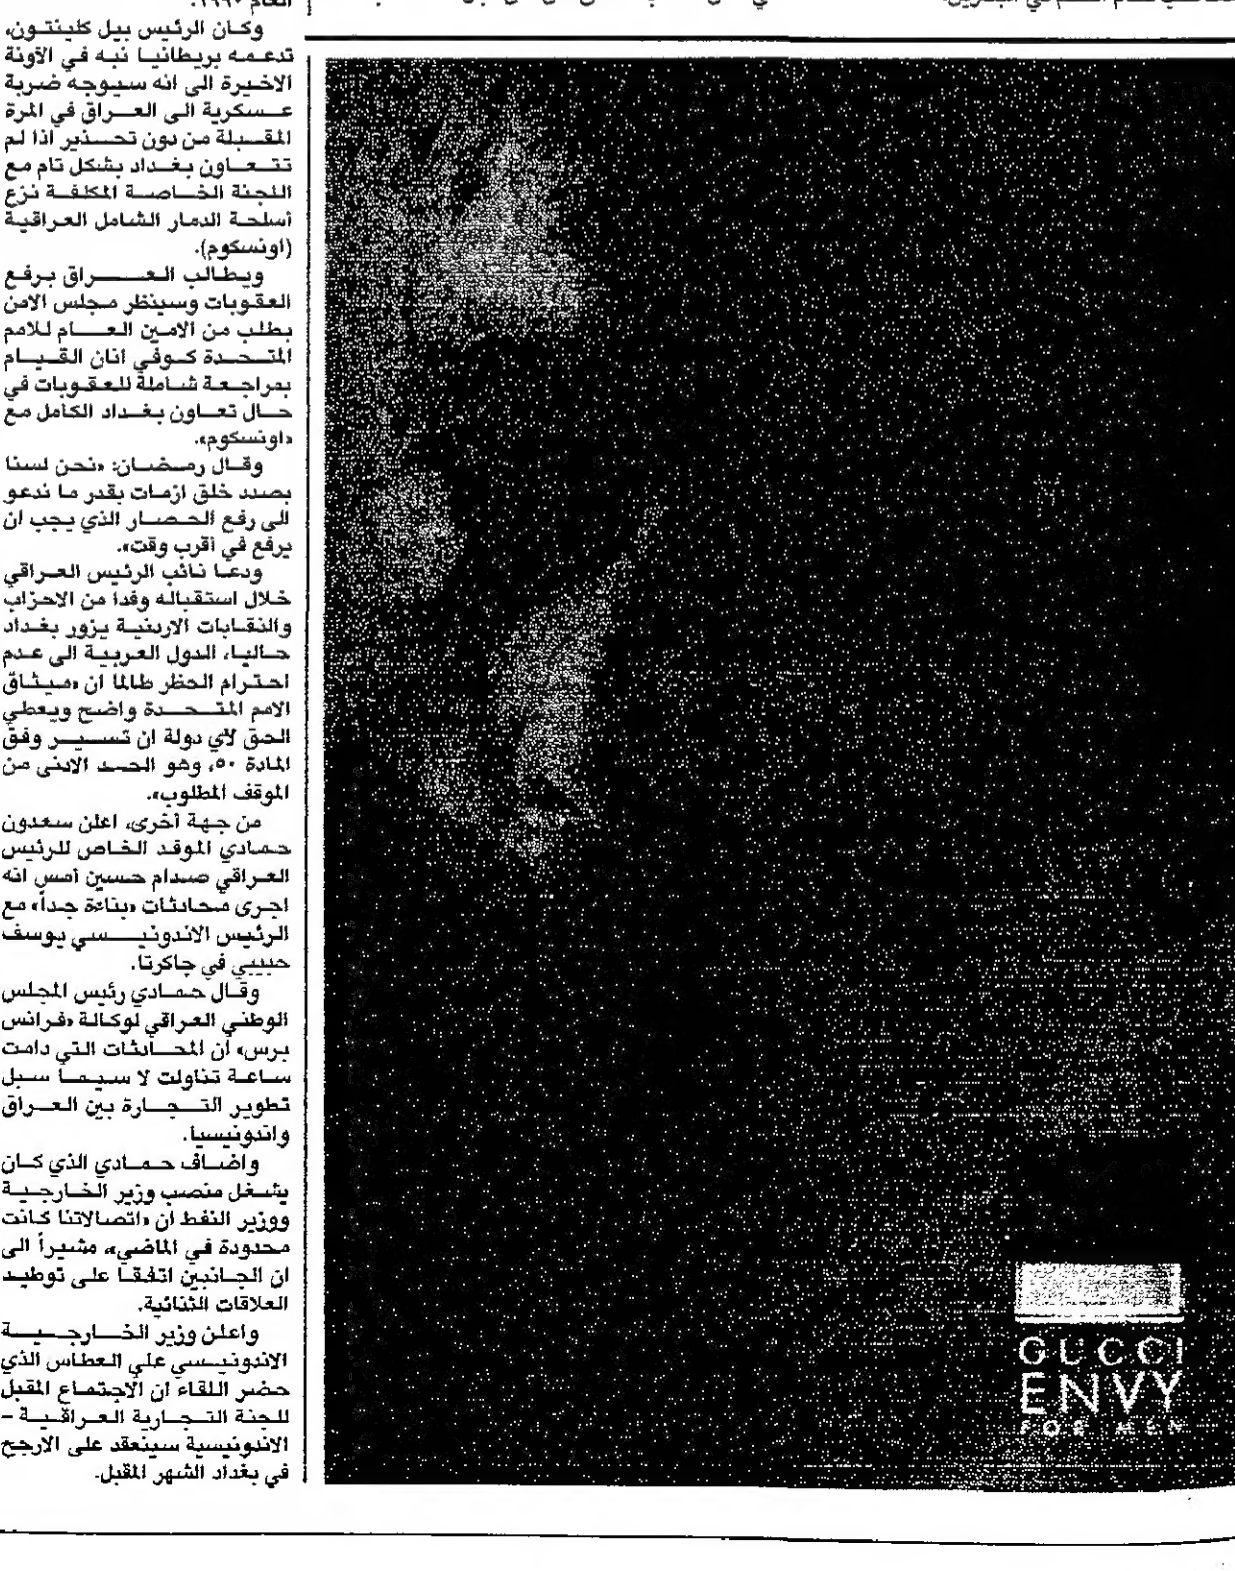 العام ١٩٩٠.
وكان الرئيس بيل كلينتون،
تدعمه بريطانيا نبه في الآونة
الاخيرة الى انه سيوجه ضربة
عسكرية الى العراق في المرة
المقبلة من دون تحذير اذا لم
تتعاون بغداد بشكل تام مع
اللجنة الخاصة المكلفة نزع
أسلحة الدمار الشامل العراقية
(اونسكوم).
ويطالب العراق برفع
العقوبات وسينظر مجلس الامن
بطلب من الامين العام للامم
المتحدة كوفي انان القيام
بمراجعة شاملة للعقوبات في
حال تعاون بغداد الكامل مع
«اونسكوم».
وقال رمضان: «نحن لسنا
بصدد خلق ازمات بقدر ما ندعو
الى رفع الحصار الذي يجب ان
يرفع في أقرب وقت».
ودعا نائب الرئيس العراقي
خلال استقباله وفدا من الاحزاب
والنقابات الاردنية يزور بغداد
حاليا، الدول العربية الى عدم
احترام الحظر طالما ان «ميثاق
الامم المتحدة واضح ويعطي
الحق لأي دولة ان تسير وفق
المادة ٥٠، وهو الحد الادنى من
الموقف المطلوب».
من جهة أخرى، اعلن سعدون
حمادي الموفد الخاص للرئيس
العراقي صدام حسين أمس انه
اجرى محادثات «بناءة جداً» مع
الرئيس الاندونيسي يوسف
حبيبي في جاكرتا.
وقال حمادي رئيس المجلس
الوطني العراقي لوكالة «فرانس
برس» ان المحادثات التي دامت
ساعة تناولت لا سيما سبل
تطوير التجارة بين العراق
واندونيسيا.
واضاف حمادي الذي كان
يشغل منصب وزير الخارجية
ووزير النفط ان «اتصالاتنا كانت
محدودة في الماضي» مشيراً الى
ان الجانبين اتفقا على توطيد
العلاقات الثنائية.
واعلن وزير الخارجية
الاندونيسي علي العطاس الذي
حضر اللقاء ان الاجتماع المقبل
للجنة التجارية العراقية -
الاندونيسية سينعقد على الارجح
في بغداد الشهر المقبل.
GUCCI
ENVY
FOR MEN